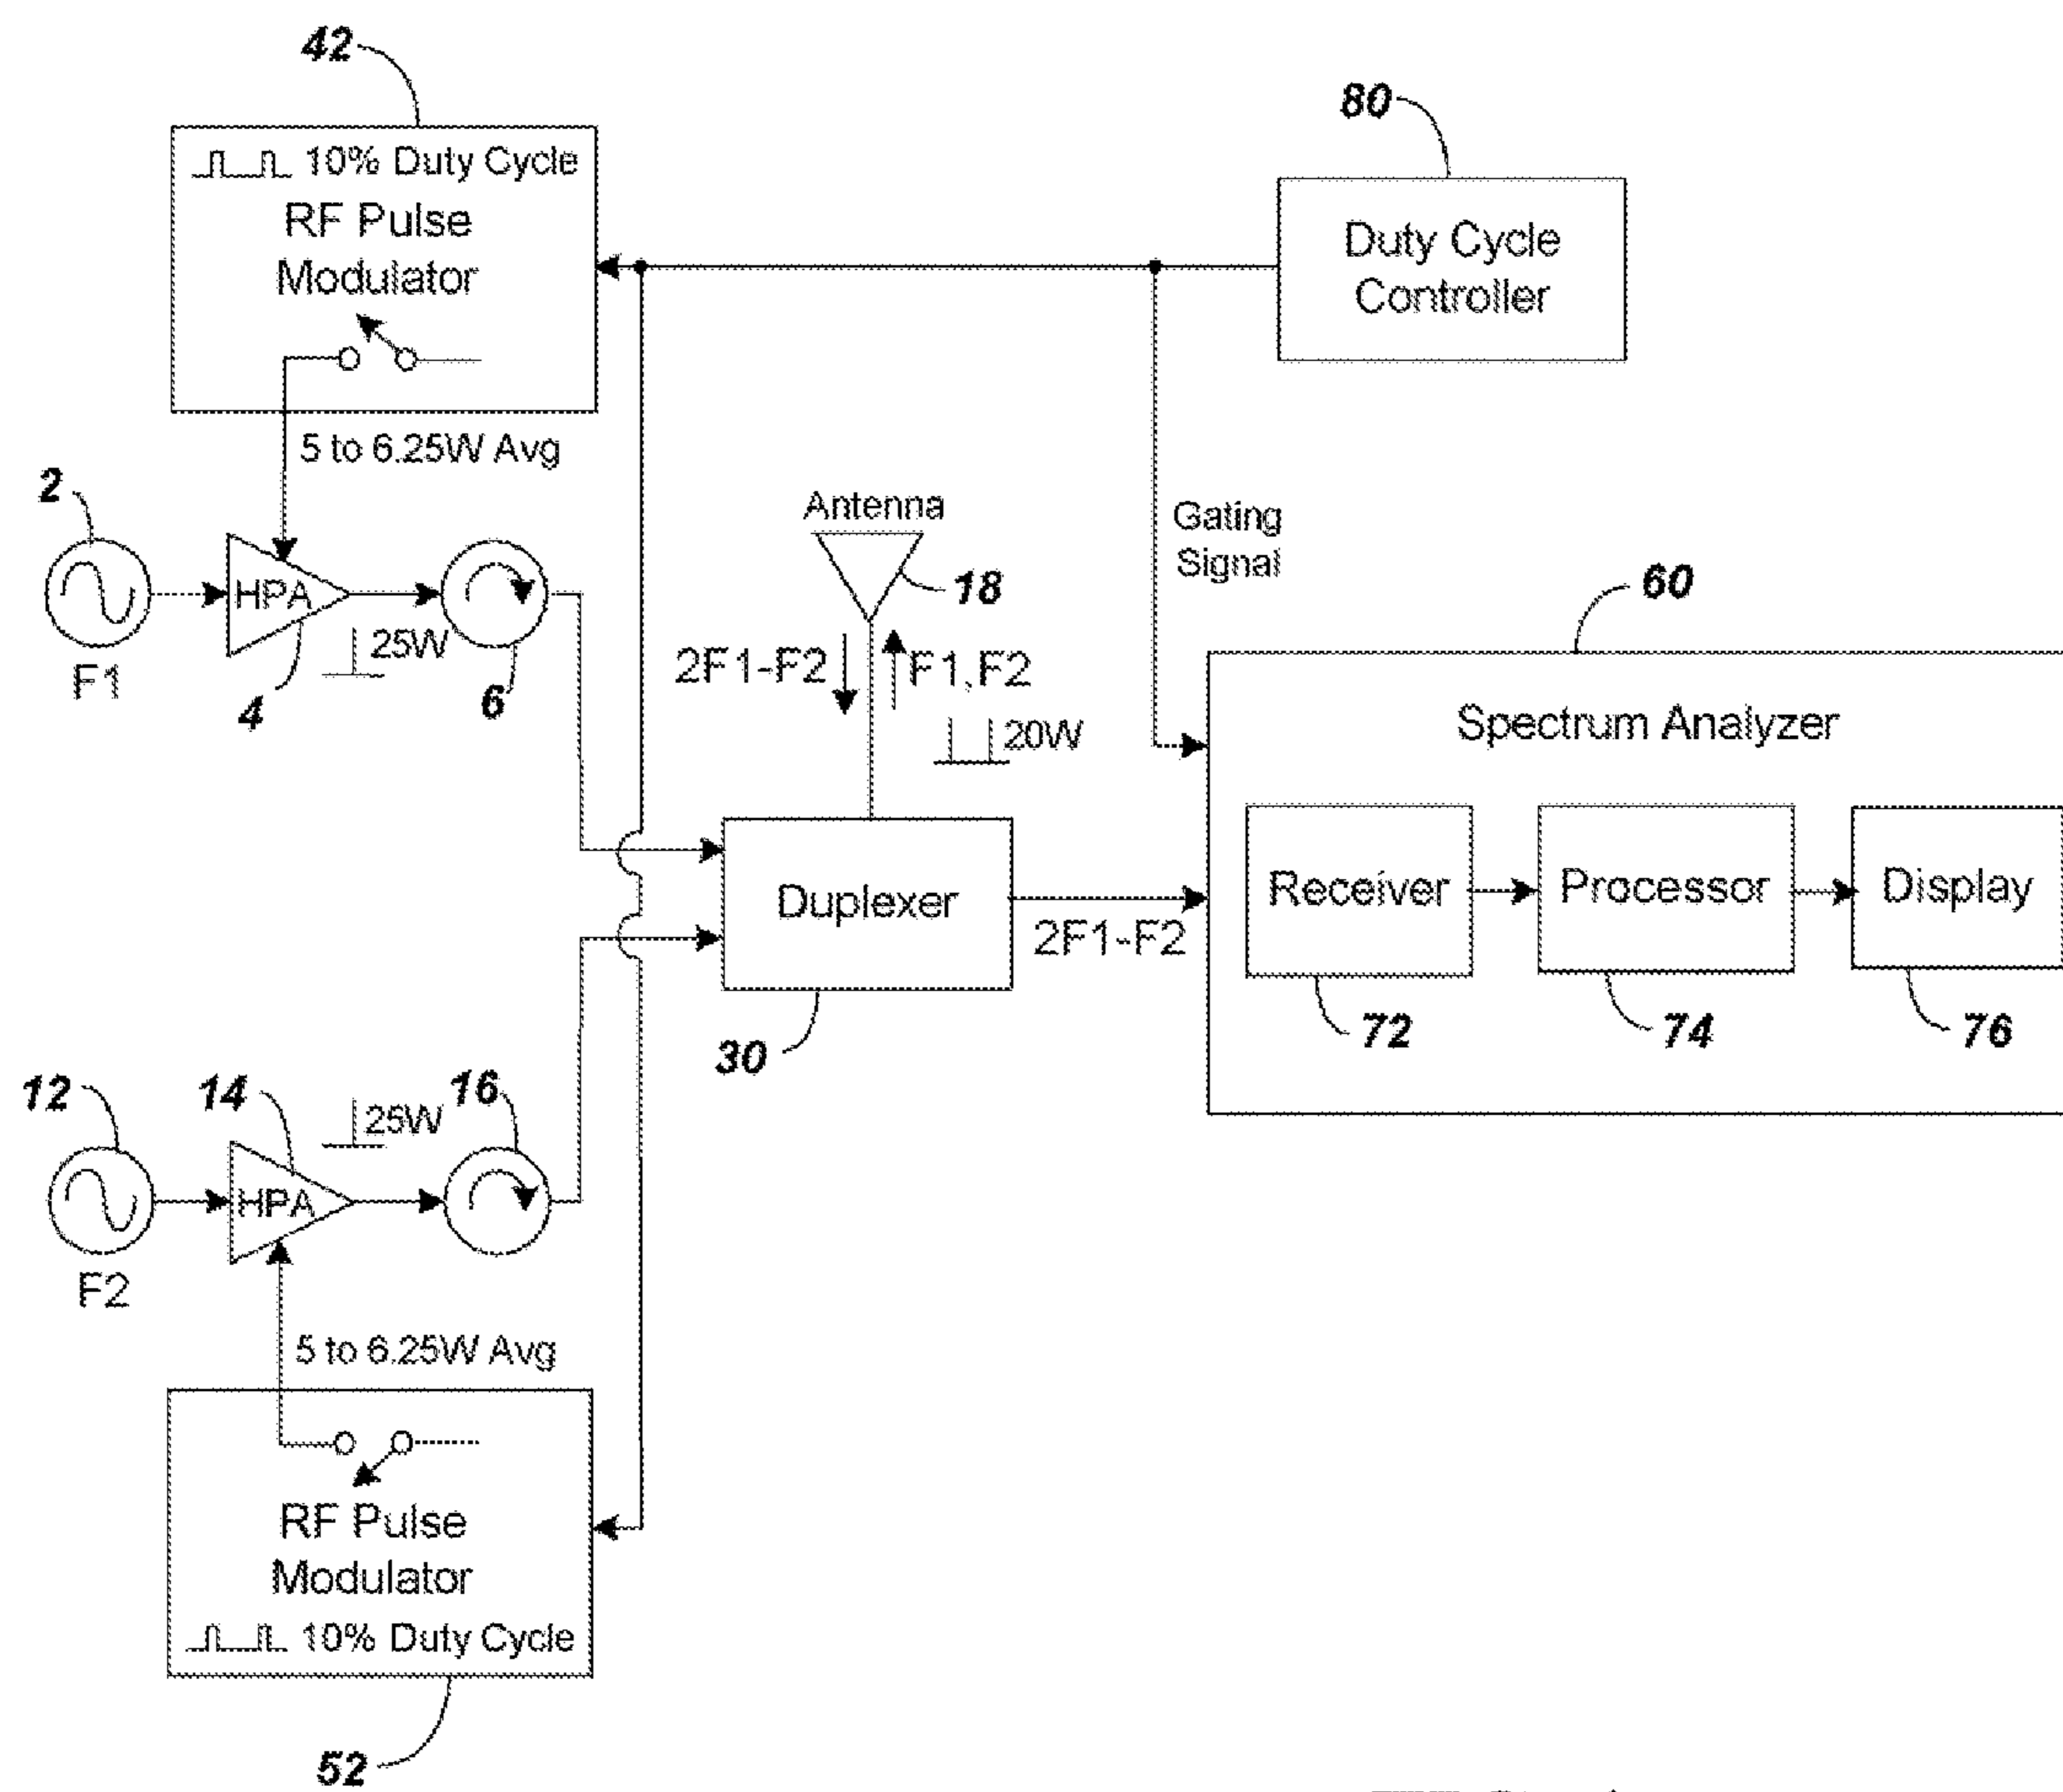 42
10% Duty Cycle
RF Pulse
Modulator
80
Duty Cycle
Controller
5 to 6.25W Avg
2
HPA
F1
4
25W
6
Antenna
18
2F1-F2
F1,F2
20W
Gating
Signal
60
Spectrum Analyzer
Receiver
Processor
Display
72
74
76
Duplexer
30
2F1-F2
12
14
25W
16
HPA
F2
5 to 6.25W Avg
RF Pulse
Modulator
10% Duty Cycle
52